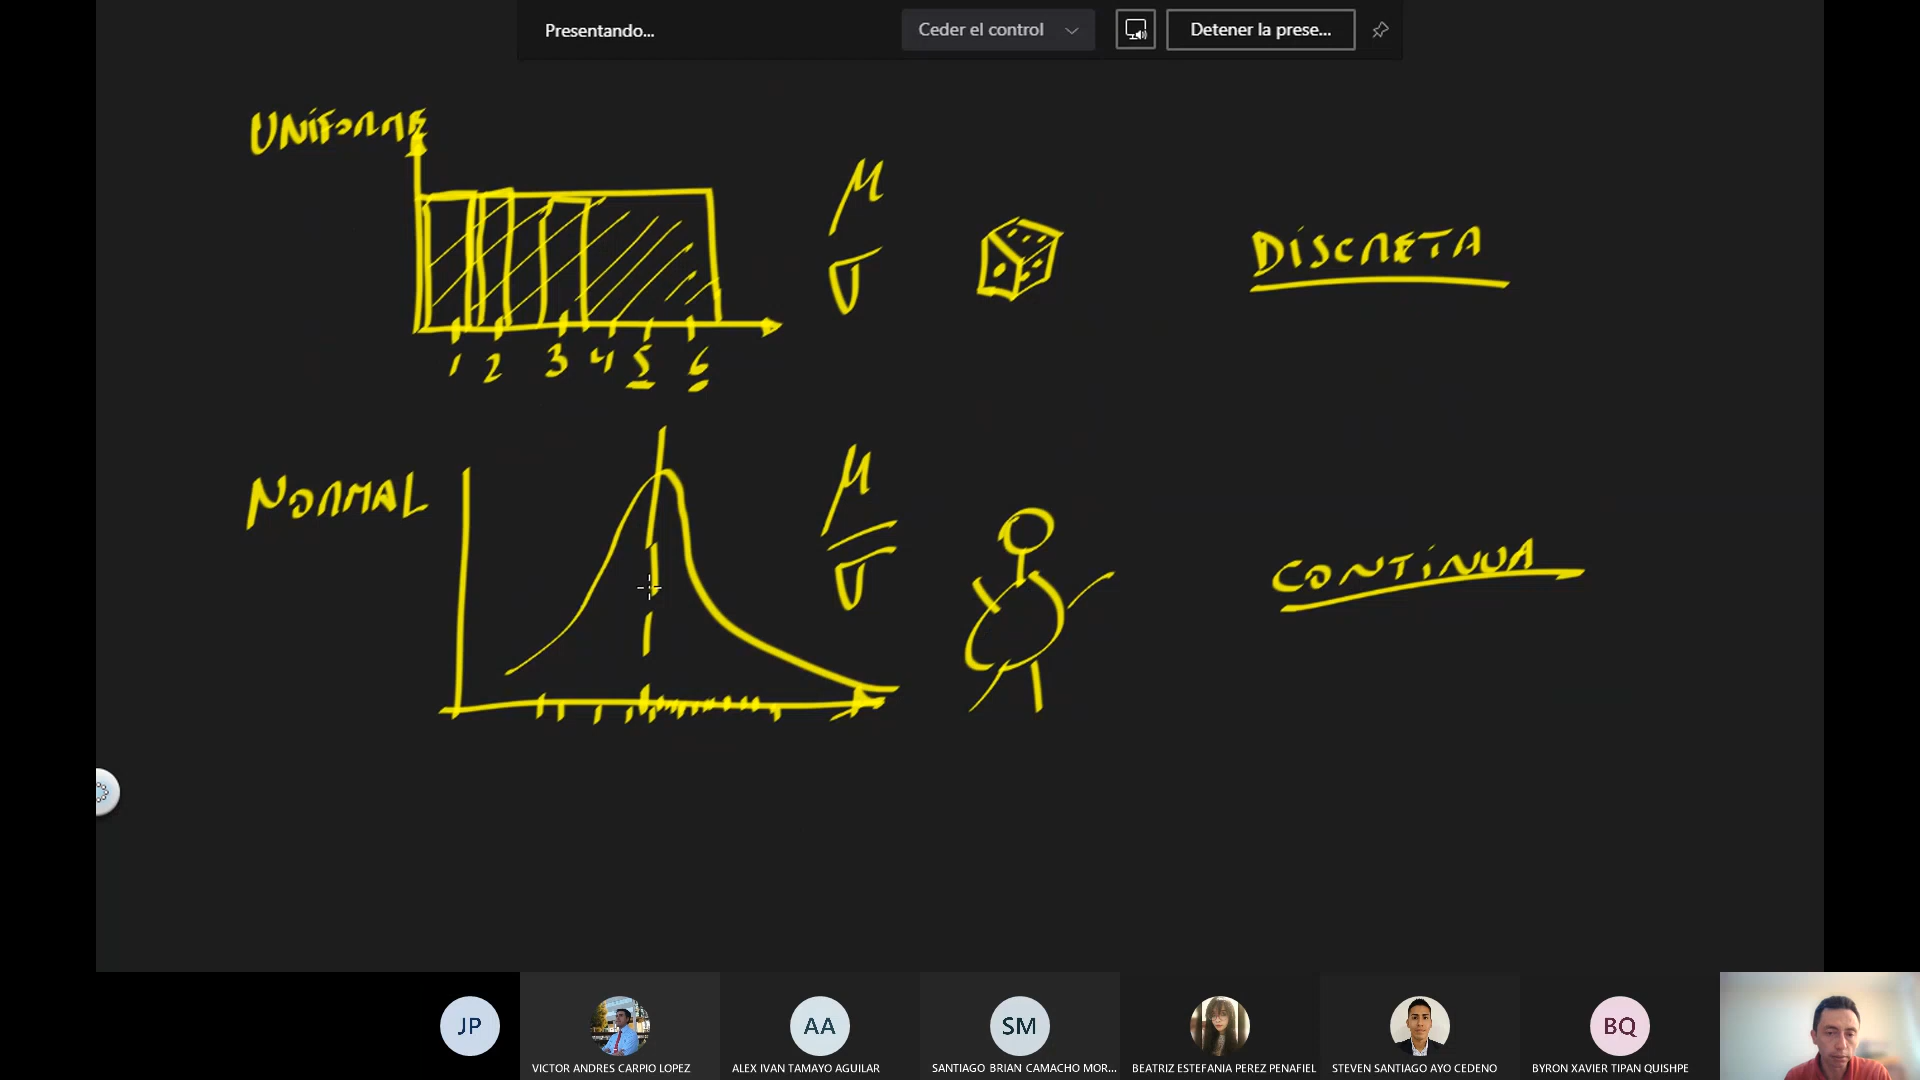 Presentando...
Ceder el control
Detener la prese...
UNIFORME
μ
σ
DISCRETA
1 2 3 4 5 6
NORMAL
μ
σ
CONTINUA
JP
AA
SM
BQ
VICTOR ANDRES CARPIO LOPEZ
ALEX IVAN TAMAYO AGUILAR
SANTIAGO BRIAN CAMACHO MOR...
BEATRIZ ESTEFANIA PEREZ PENAFIEL
STEVEN SANTIAGO AYO CEDENO
BYRON XAVIER TIPAN QUISHPE